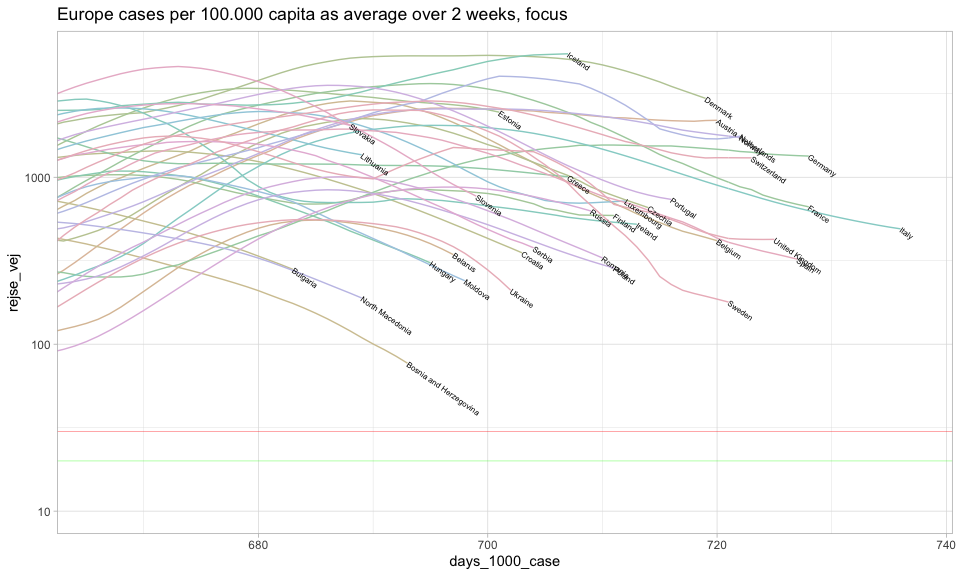 Europe cases per 100.000 capita as average over 2 weeks, focus
rejse_vej
1000
100
10
Iceland
Denmark
Estonia
Austria
Norway
Netherlands
Slovakia
Germany
Lithuania
Switzerland
Greece
Slovenia
Portugal
Luxembourg
Czechia
France
Russia
Finland
Ireland
Italy
Belgium
United Kingdom
Serbia
Croatia
Belarus
Romania
Spain
Hungary
Bulgaria
Moldova
Ukraine
North Macedonia
Sweden
Bosnia and Herzegovina
680
700
720
740
days_1000_case